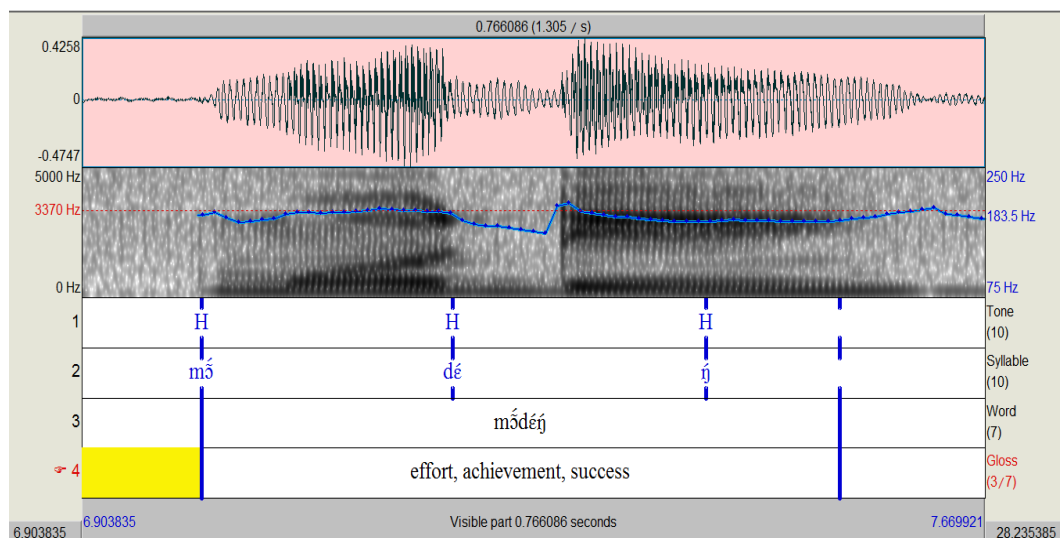 0.766086 (1.305 / s)
0.4258
0
-0.4747
5000 Hz 250 Hz
3370 Hz 183.5 Hz
0 Hz 75 Hz
1 H H H Tone (10)
2 mɔ̃́ dɛ́ ŋ́ Syllable (10)
3 mɔ̃́dɛ́ŋ́ Word (7)
☞ 4 effort, achievement, success Gloss (3/7)
6.903835 Visible part 0.766086 seconds 7.669921
6.903835 28.235385